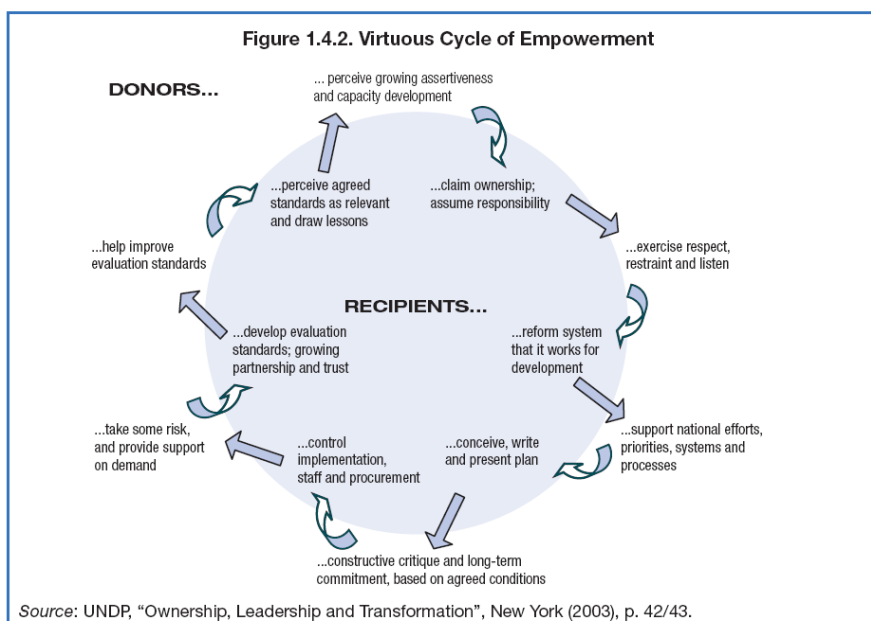 Figure 1.4.2. Virtuous Cycle of Empowerment
DONORS...
... perceive growing assertiveness
and capacity development
...perceive agreed
standards as relevant
and draw lessons
...claim ownership;
assume responsibility
...help improve
evaluation standards
...exercise respect,
restraint and listen
RECIPIENTS...
...develop evaluation
standards; growing
partnership and trust
...reform system
that it works for
development
...take some risk,
and provide support
on demand
...control
implementation,
staff and procurement
...conceive, write
and present plan
...support national efforts,
priorities, systems and
processes
...constructive critique and long-term
commitment, based on agreed conditions
Source: UNDP, “Ownership, Leadership and Transformation”, New York (2003), p. 42/43.